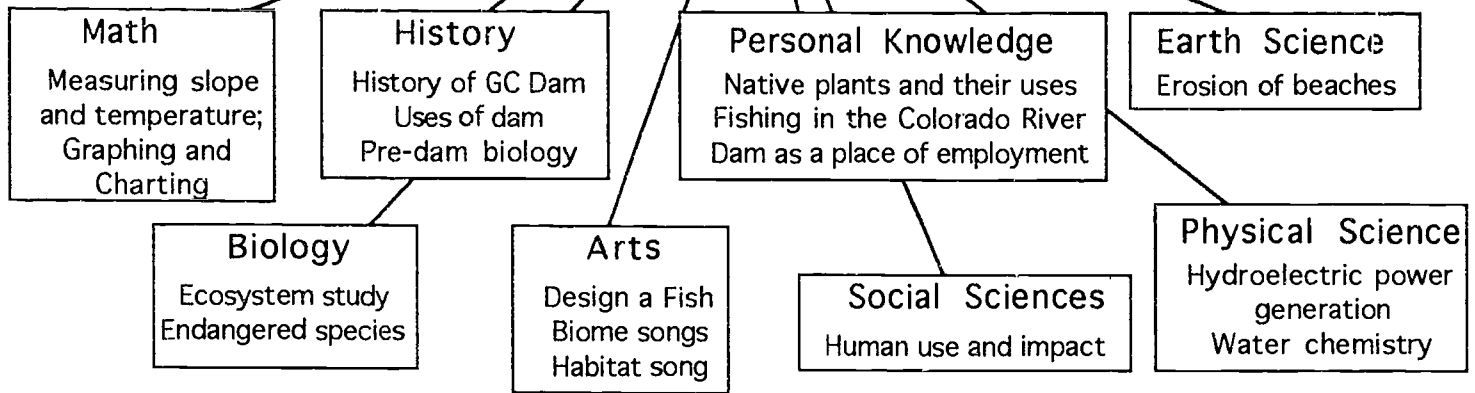 Math
Measuring slope
and temperature;
Graphing and
Charting
History
History of GC Dam
Uses of dam
Pre-dam biology
Personal Knowledge
Native plants and their uses
Fishing in the Colorado River
Dam as a place of employment
Earth Science
Erosion of beaches
Biology
Ecosystem study
Endangered species
Arts
Design a Fish
Biome songs
Habitat song
Social Sciences
Human use and impact
Physical Science
Hydroelectric power
generation
Water chemistry